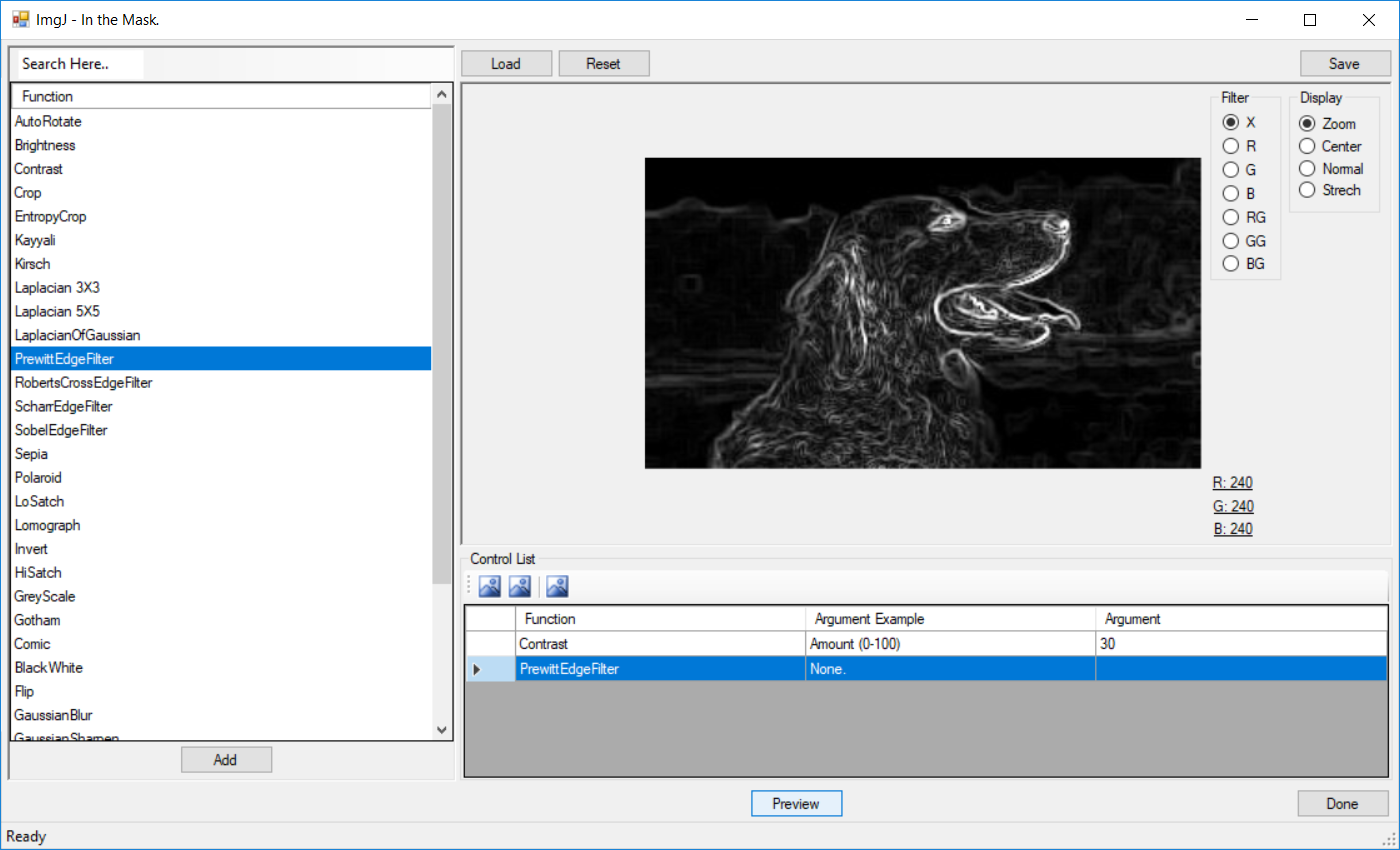 ImgJ - In the Mask.
Search Here..
Function
AutoRotate
Brightness
Contrast
Crop
EntropyCrop
Kayyali
Kirsch
Laplacian 3X3
Laplacian 5X5
LaplacianOfGaussian
PrewittEdgeFilter
RobertsCrossEdgeFilter
ScharrEdgeFilter
SobelEdgeFilter
Sepia
Polaroid
LoSatch
Lomograph
Invert
HiSatch
GreyScale
Gotham
Comic
BlackWhite
Flip
GaussianBlur
GaussianSharpen
Add
Load Reset Save
Filter
X
R
G
B
RG
GG
BG
Display
Zoom
Center
Normal
Strech
R: 240
G: 240
B: 240
Control List
Function Argument Example Argument
Contrast Amount (0-100) 30
PrewittEdgeFilter None.
Preview Done
Ready